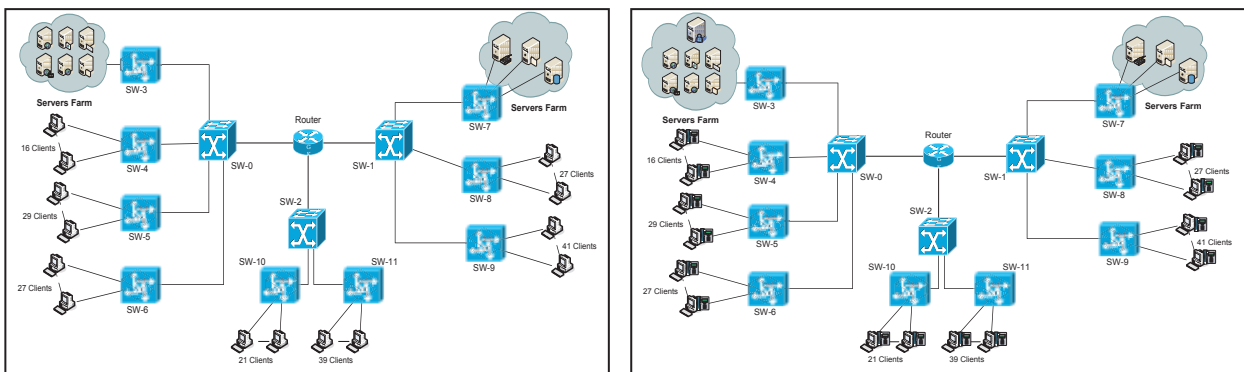 Servers Farm
SW-3
16 Clients
SW-4
SW-0
Router
SW-1
SW-7
Servers Farm
27 Clients
SW-8
29 Clients
SW-5
SW-2
41 Clients
SW-9
27 Clients
SW-6
SW-10
SW-11
21 Clients
39 Clients
Servers Farm
SW-3
16 Clients
SW-4
SW-0
Router
SW-1
SW-7
Servers Farm
27 Clients
SW-8
29 Clients
SW-5
SW-2
41 Clients
SW-9
27 Clients
SW-6
SW-10
SW-11
21 Clients
39 Clients